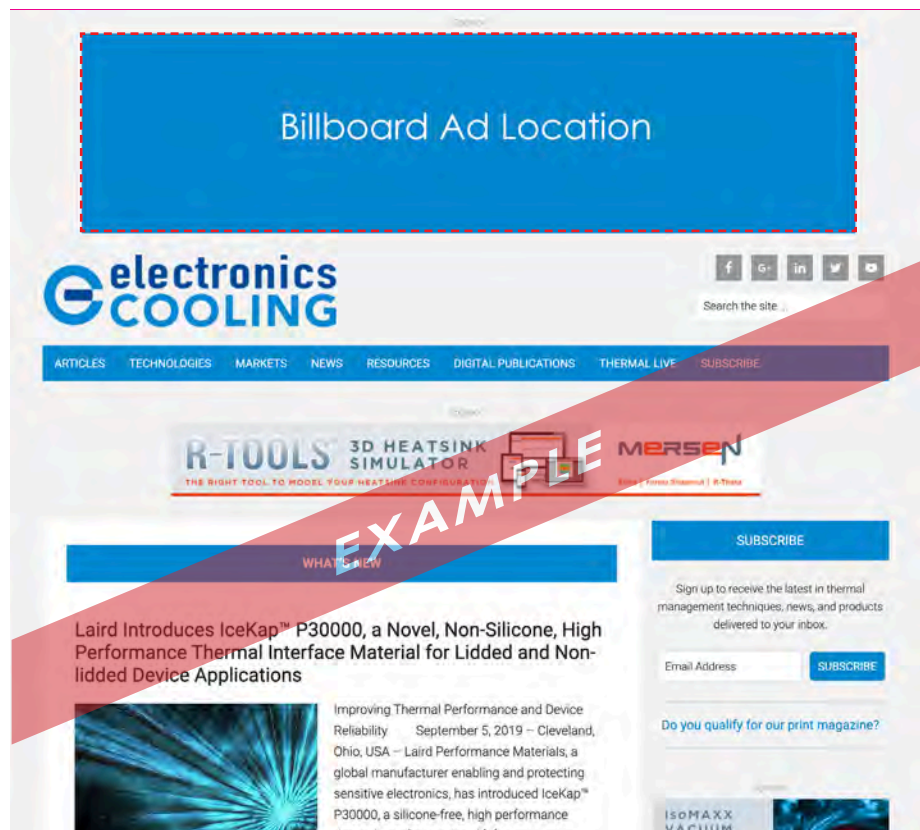 Billboard Ad Location
electronics
COOLING
Search the site ...
ARTICLES TECHNOLOGIES MARKETS NEWS RESOURCES DIGITAL PUBLICATIONS THERMAL LIVE SUBSCRIBE
R-TOOLS 3D HEATSINK
SIMULATOR
MERSEN
THE RIGHT TOOL TO MODEL YOUR HEATSINK CONFIGURATION
EXAMPLE
WHAT'S NEW
Laird Introduces IceKap™ P30000, a Novel, Non-Silicone, High
Performance Thermal Interface Material for Lidded and Non-
lidded Device Applications
Improving Thermal Performance and Device
Reliability September 5, 2019 – Cleveland,
Ohio, USA – Laird Performance Materials, a
global manufacturer enabling and protecting
sensitive electronics, has introduced IceKap™
P30000, a silicone-free, high performance
SUBSCRIBE
Sign up to receive the latest in thermal
management techniques, news, and products
delivered to your inbox.
Email Address SUBSCRIBE
Do you qualify for our print magazine?
IsoMAXX
VACUUM